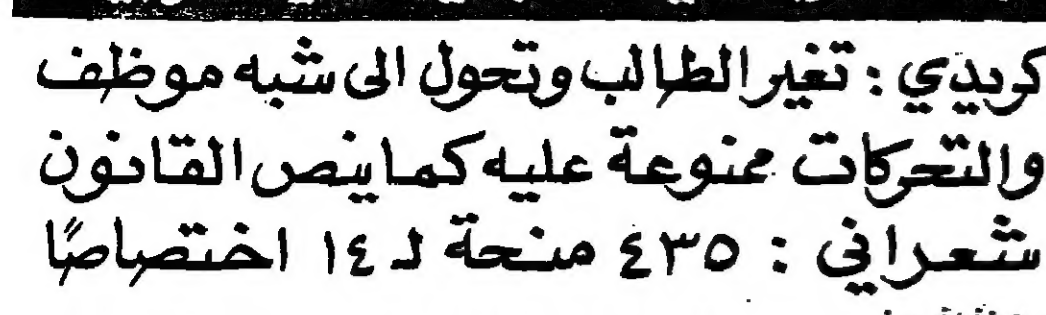 كريدي : تغير الطالب وتحول الى شبه موظف
والتحركات ممنوعة عليه كما ينص القانون
شعراني : ٤٣٥ منحة لـ ١٤ اختصاصًا